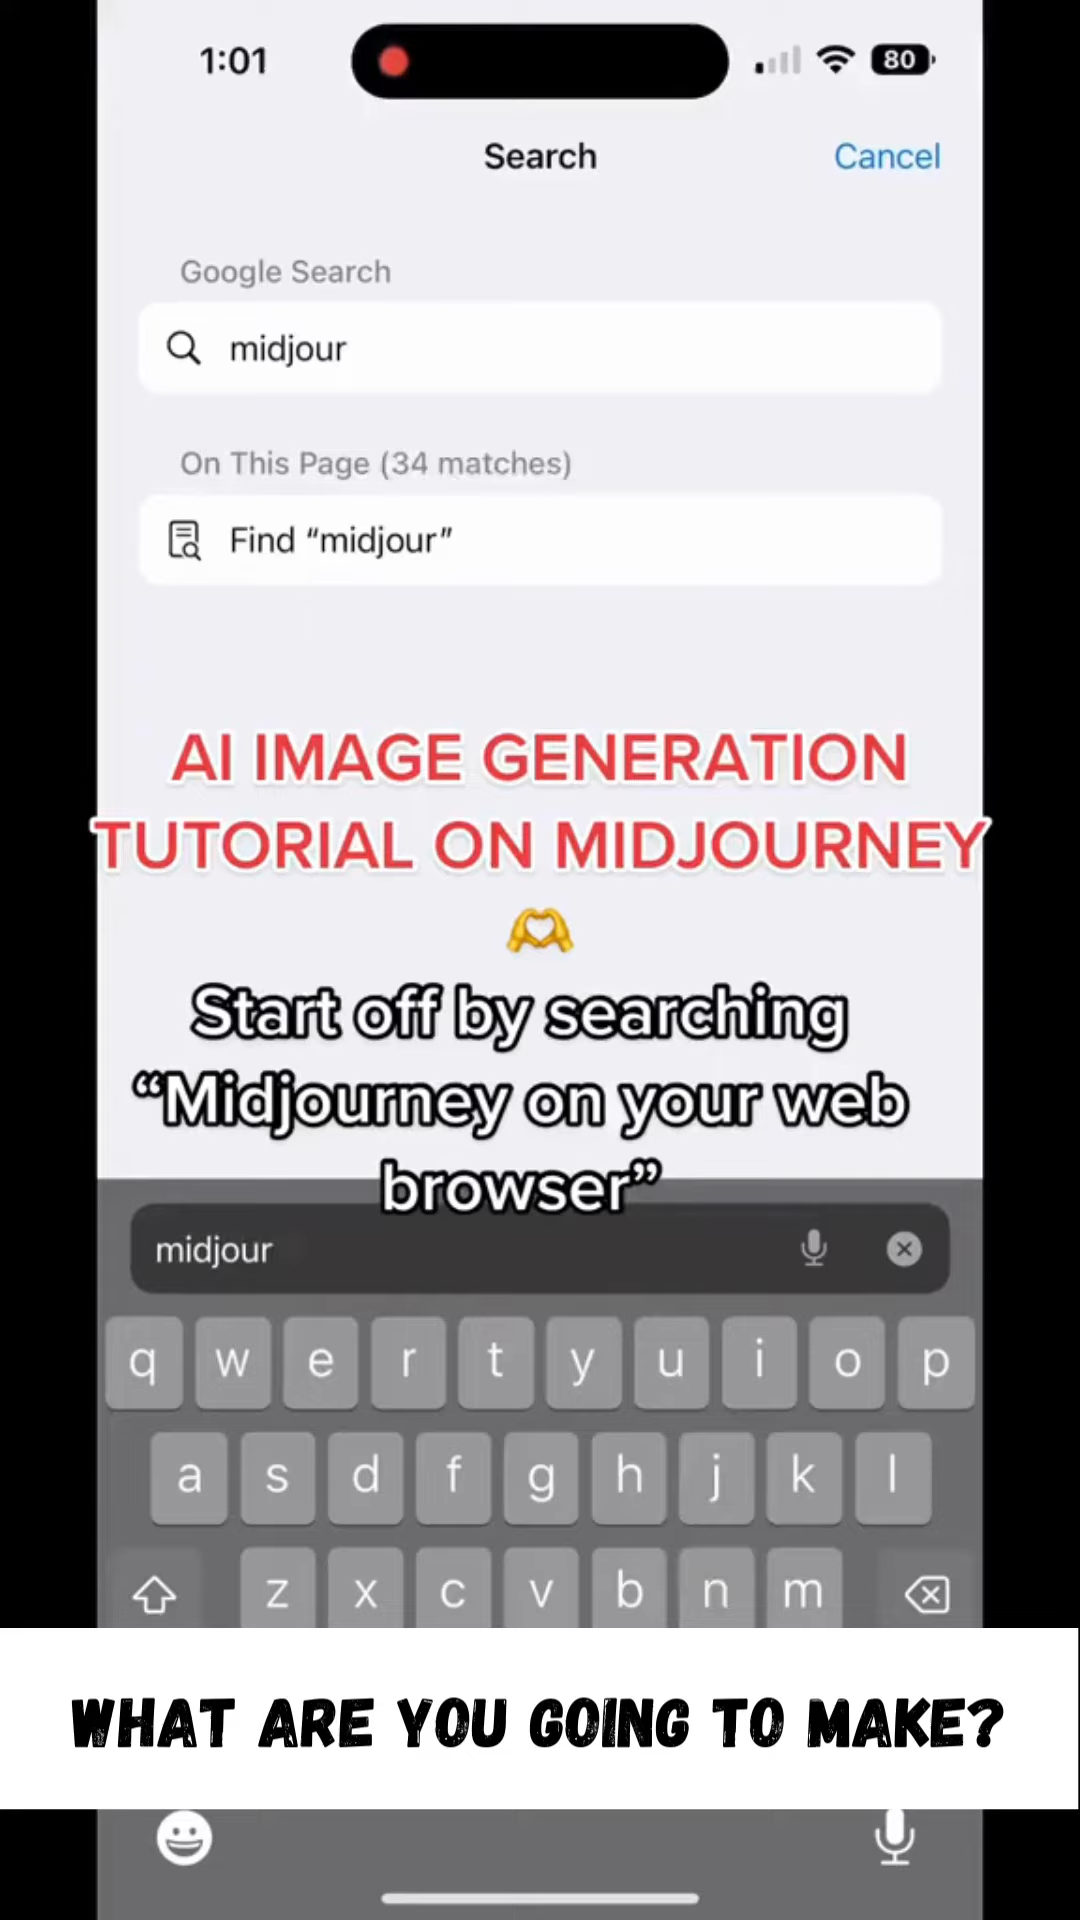 1:01
80
Search
Cancel
Google Search
midjour
On This Page (34 matches)
Find “midjour”
AI IMAGE GENERATION
TUTORIAL ON MIDJOURNEY
🫶
Start off by searching
“Midjourney on your web
browser”
midjour
q w e r t y u i o p
a s d f g h j k l
z x c v b n m
WHAT ARE YOU GOING TO MAKE?